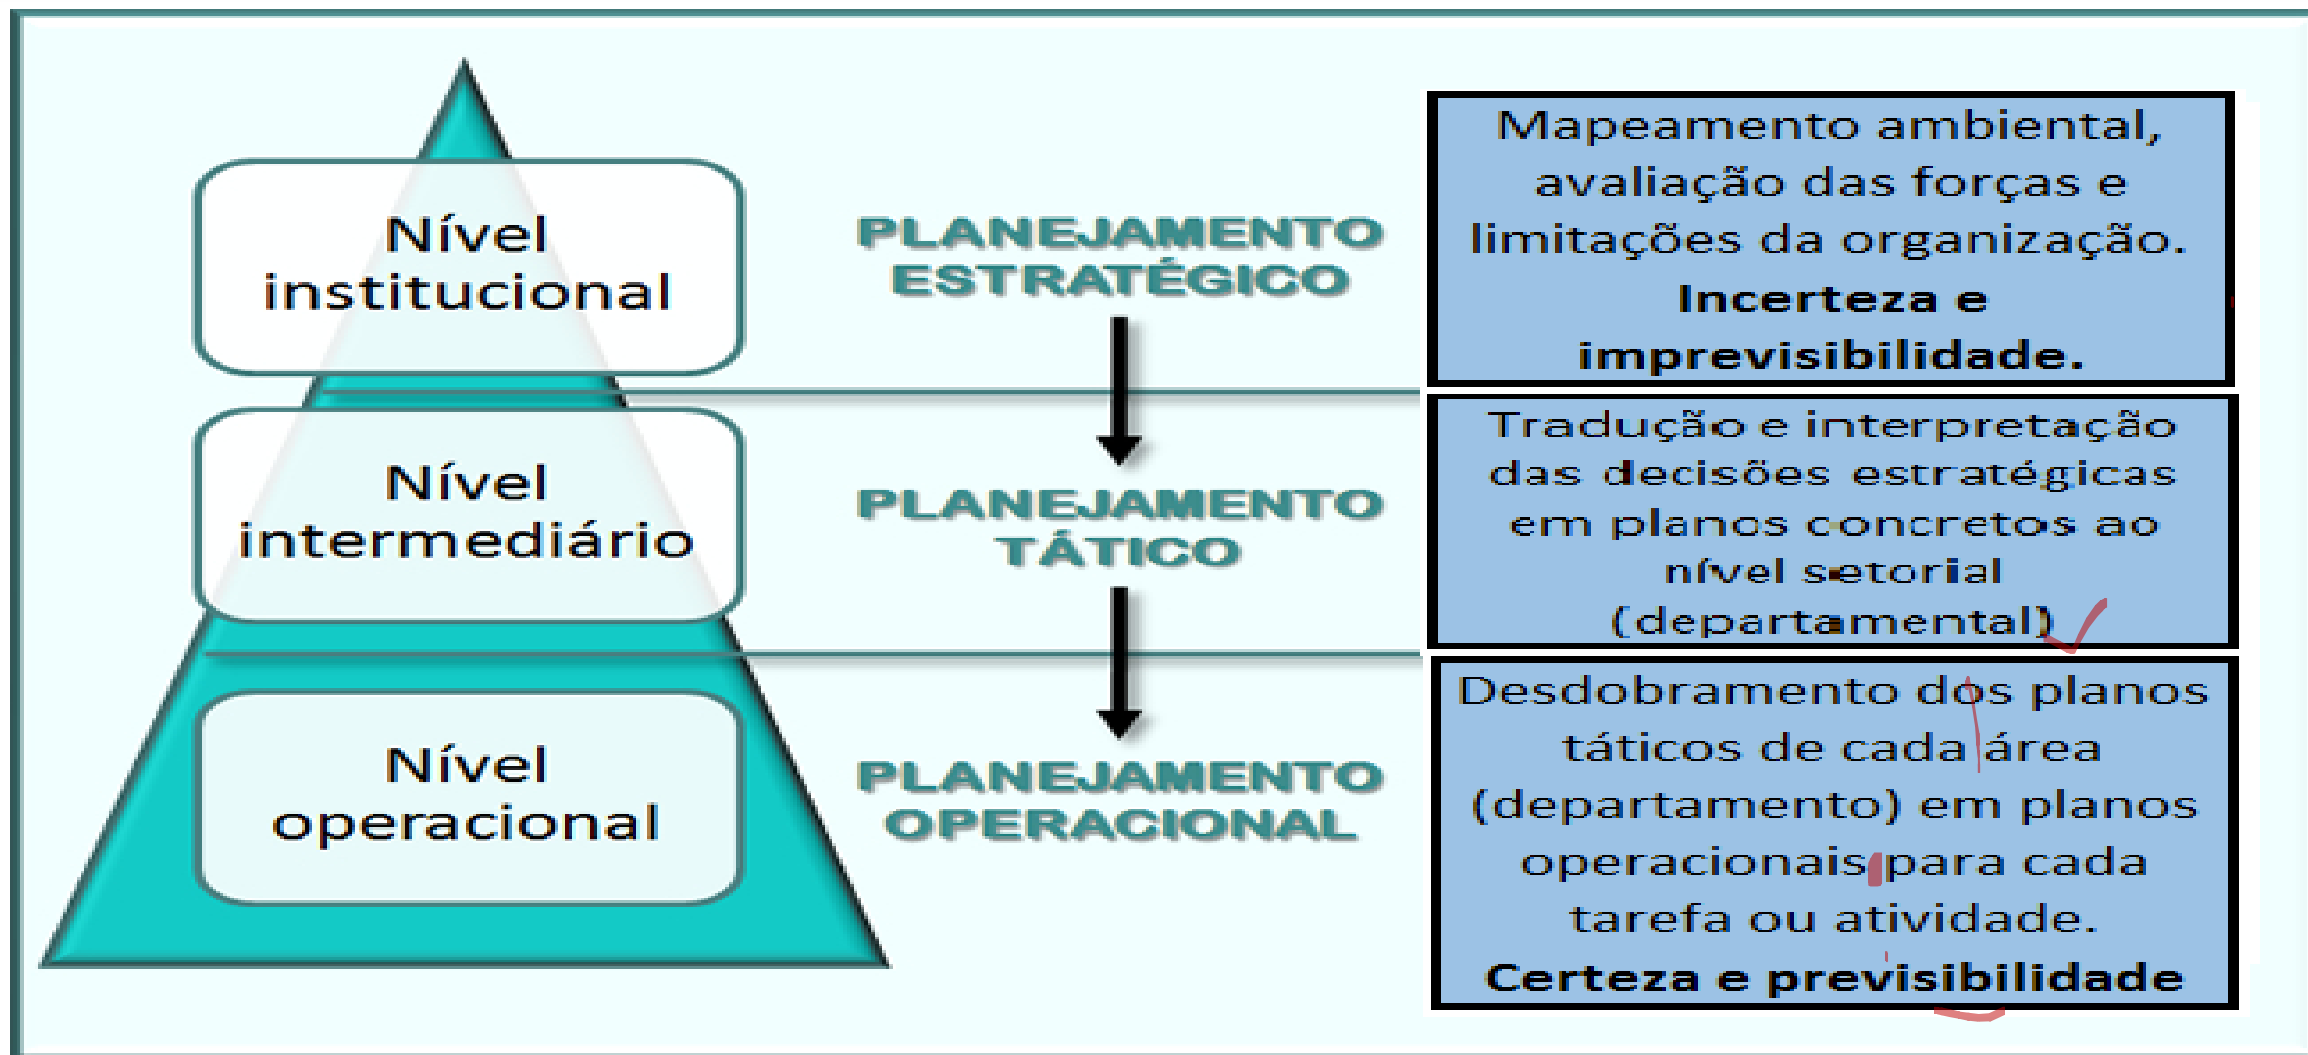 Nível
institucional
PLANEJAMENTO
ESTRATÉGICO
Mapeamento ambiental,
avaliação das forças e
limitações da organização.
Incerteza e
imprevisibilidade.
Nível
intermediário
PLANEJAMENTO
TÁTICO
Tradução e interpretação
das decisões estratégicas
em planos concretos ao
nível setorial
(departamental)
Nível
operacional
PLANEJAMENTO
OPERACIONAL
Desdobramento dos planos
táticos de cada área
(departamento) em planos
operacionais para cada
tarefa ou atividade.
Certeza e previsibilidade